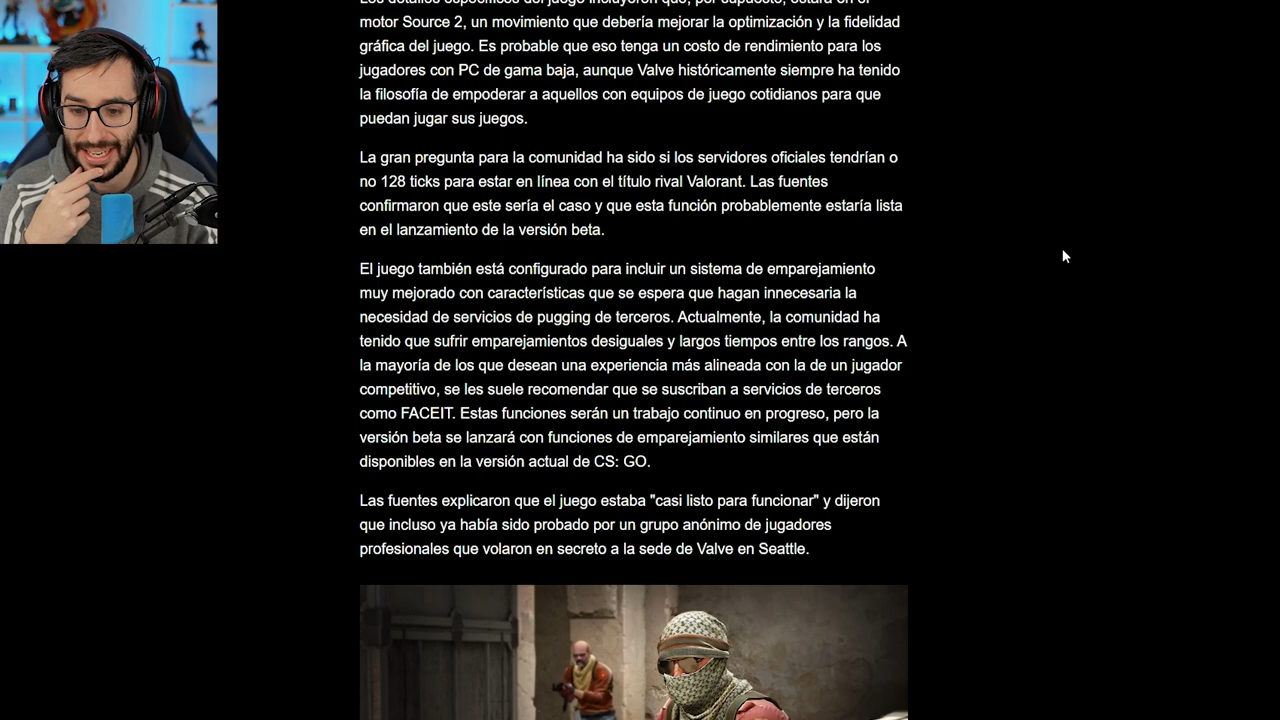 Los detalles específicos del juego incluyeron que, por supuesto, estará en el
motor Source 2, un movimiento que debería mejorar la optimización y la fidelidad
gráfica del juego. Es probable que eso tenga un costo de rendimiento para los
jugadores con PC de gama baja, aunque Valve históricamente siempre ha tenido
la filosofía de empoderar a aquellos con equipos de juego cotidianos para que
puedan jugar sus juegos.
La gran pregunta para la comunidad ha sido si los servidores oficiales tendrían o
no 128 ticks para estar en línea con el título rival Valorant. Las fuentes
confirmaron que este sería el caso y que esta función probablemente estaría lista
en el lanzamiento de la versión beta.
El juego también está configurado para incluir un sistema de emparejamiento
muy mejorado con características que se espera que hagan innecesaria la
necesidad de servicios de pugging de terceros. Actualmente, la comunidad ha
tenido que sufrir emparejamientos desiguales y largos tiempos entre los rangos. A
la mayoría de los que desean una experiencia más alineada con la de un jugador
competitivo, se les suele recomendar que se suscriban a servicios de terceros
como FACEIT. Estas funciones serán un trabajo continuo en progreso, pero la
versión beta se lanzará con funciones de emparejamiento similares que están
disponibles en la versión actual de CS: GO.
Las fuentes explicaron que el juego estaba "casi listo para funcionar" y dijeron
que incluso ya había sido probado por un grupo anónimo de jugadores
profesionales que volaron en secreto a la sede de Valve en Seattle.